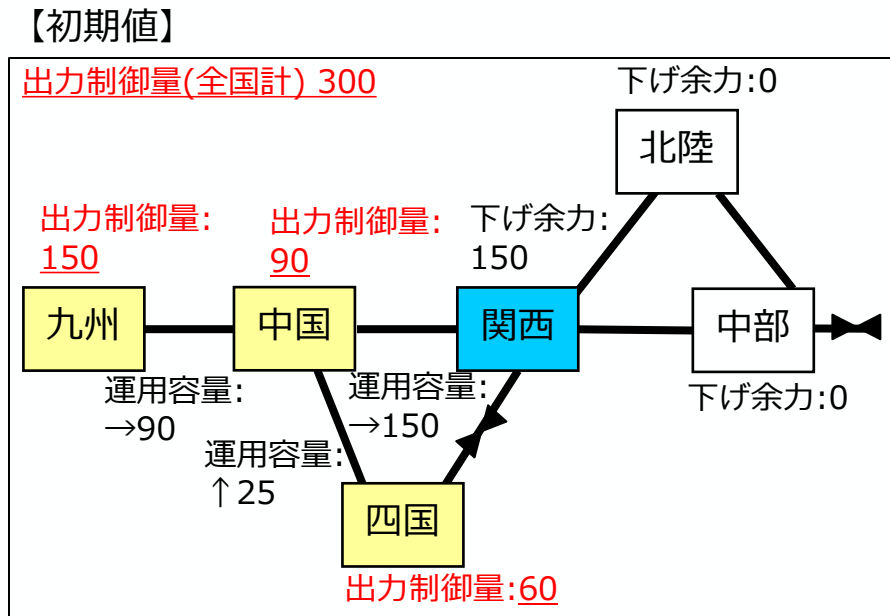 【初期値】
出力制御量(全国計) 300
下げ余力:0
北陸
出力制御量:
150
出力制御量:
90
下げ余力:
150
九州
中国
関西
中部
運用容量:
→90
運用容量:
→150
下げ余力:0
運用容量:
↑25
四国
出力制御量:60